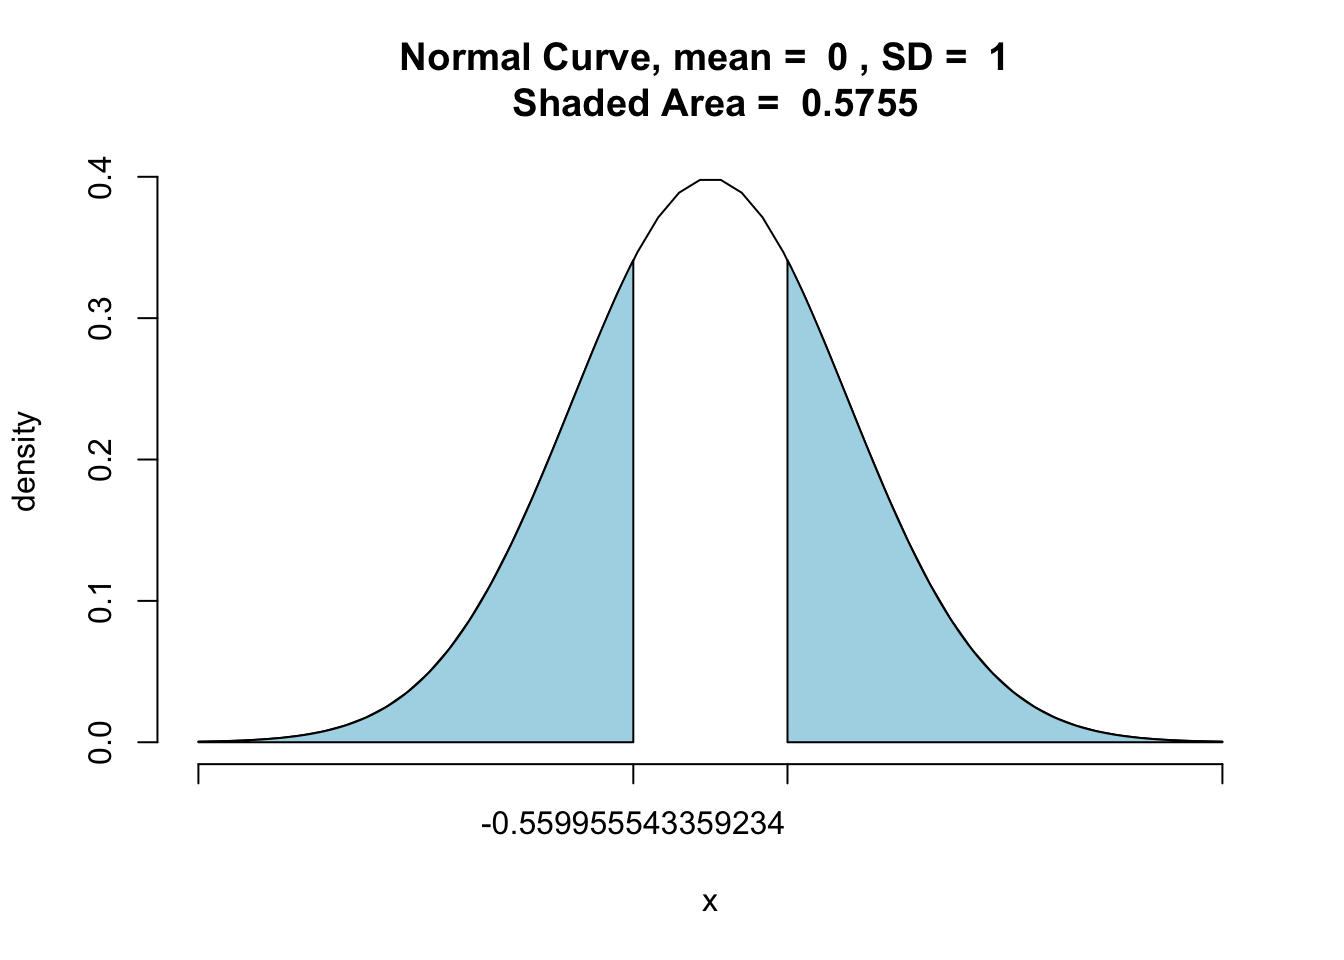 Normal Curve, mean =  0 , SD =  1
Shaded Area =  0.5755
density
0.4
0.3
0.2
0.1
0.0
-0.559955543359234
x